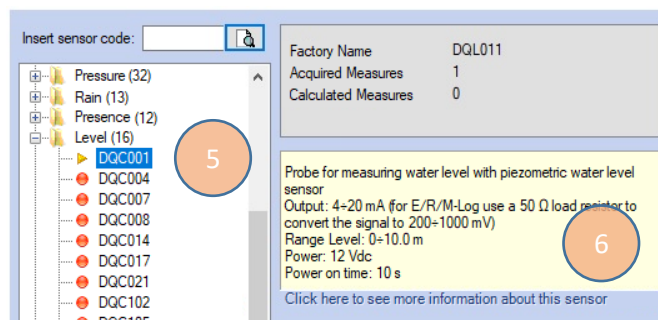 Insert sensor code:
Pressure (32)
Rain (13)
Presence (12)
Level (16)
DQC001
DQC004
DQC007
DQC008
DQC014
DQC017
DQC021
DQC102
5
Factory Name DQL011
Acquired Measures 1
Calculated Measures 0
Probe for measuring water level with piezometric water level
sensor
Output: 4÷20 mA (for E/R/M-Log use a 50 Ω load resistor to
convert the signal to 200÷1000 mV)
Range Level: 0÷10.0 m
Power: 12 Vdc
Power on time: 10 s
6
Click here to see more information about this sensor